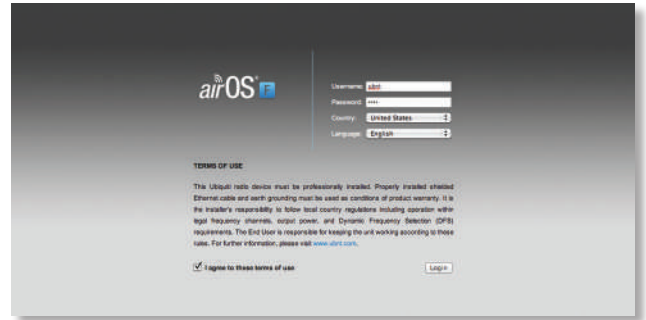 airOS F
Username: ubnt
Password: ••••
Country: United States
Language: English
TERMS OF USE
This Ubiquiti radio device must be professionally installed. Properly installed shielded
Ethernet cable and earth grounding must be used as conditions of product warranty. It is
the installer's responsibility to follow local country regulations including operation within
legal frequency channels, output power, and Dynamic Frequency Selection (DFS)
requirements. The End User is responsible for keeping the unit working according to these
rules. For further information, please visit www.ubnt.com.
I agree to these terms of use
Login